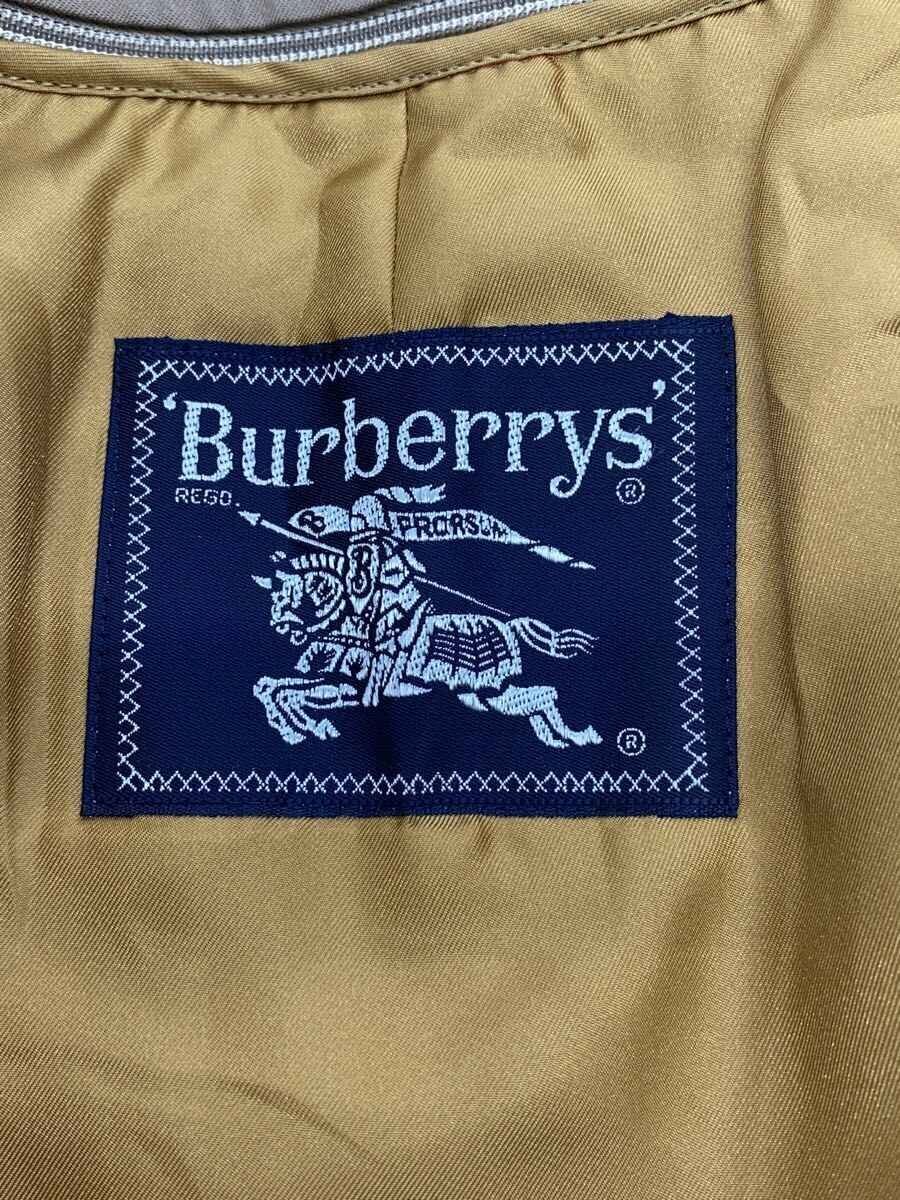 'Burberrys'
REGD. ®
B PRORSUM
®